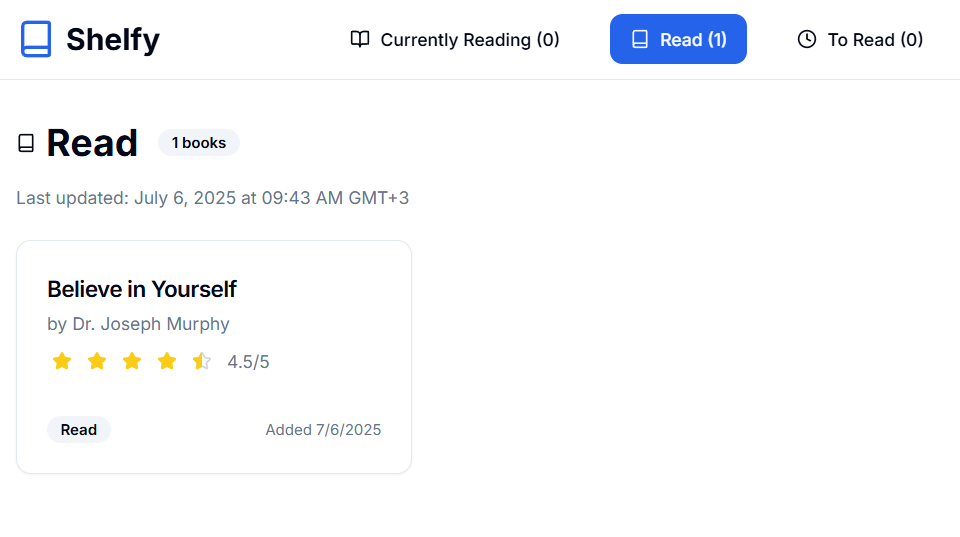 Shelfy
Currently Reading (0)
Read (1)
To Read (0)
Read
1 books
Last updated: July 6, 2025 at 09:43 AM GMT+3
Believe in Yourself
by Dr. Joseph Murphy
4.5/5
Read
Added 7/6/2025